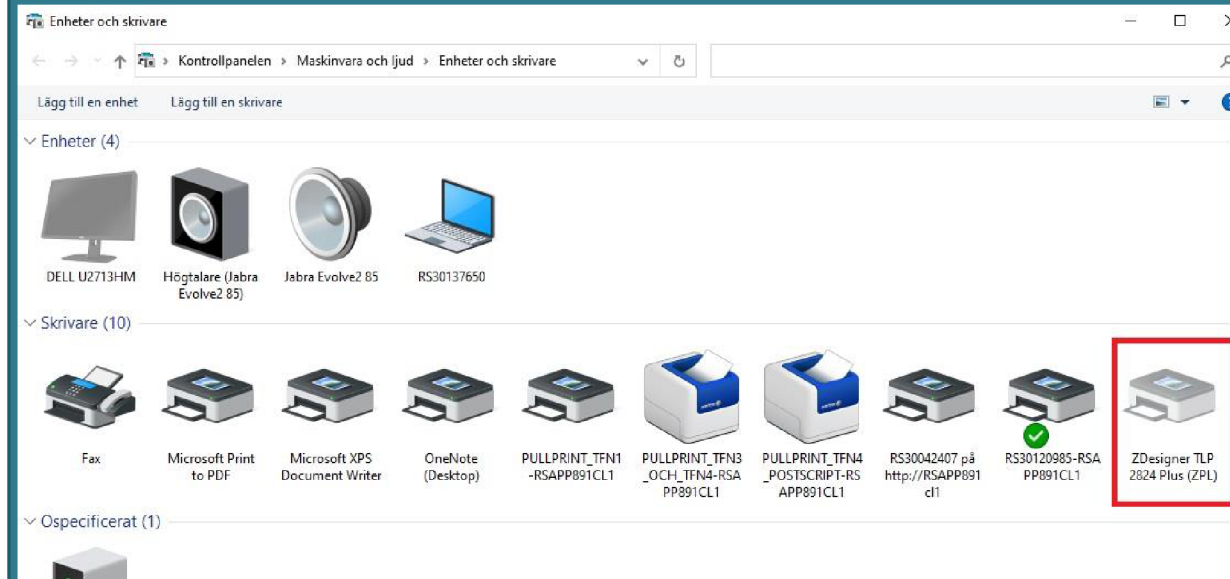 Enheter och skrivare
Kontrollpanelen > Maskinvara och ljud > Enheter och skrivare
Lägg till en enhet Lägg till en skrivare
Enheter (4)
DELL U2713HM
Högtalare (Jabra
Evolve2 85)
Jabra Evolve2 85
RS30137650
Skrivare (10)
Fax
Microsoft Print
to PDF
Microsoft XPS
Document Writer
OneNote
(Desktop)
PULLPRINT_TFN1
-RSAPP891CL1
PULLPRINT_TFN3
_OCH_TFN4-RSA
PP891CL1
PULLPRINT_TFN4
_POSTSCRIPT-RS
APP891CL1
RS30042407 på
http://RSAPP891
cl1
RS30120985-RSA
PP891CL1
ZDesigner TLP
2824 Plus (ZPL)
Ospecificerat (1)